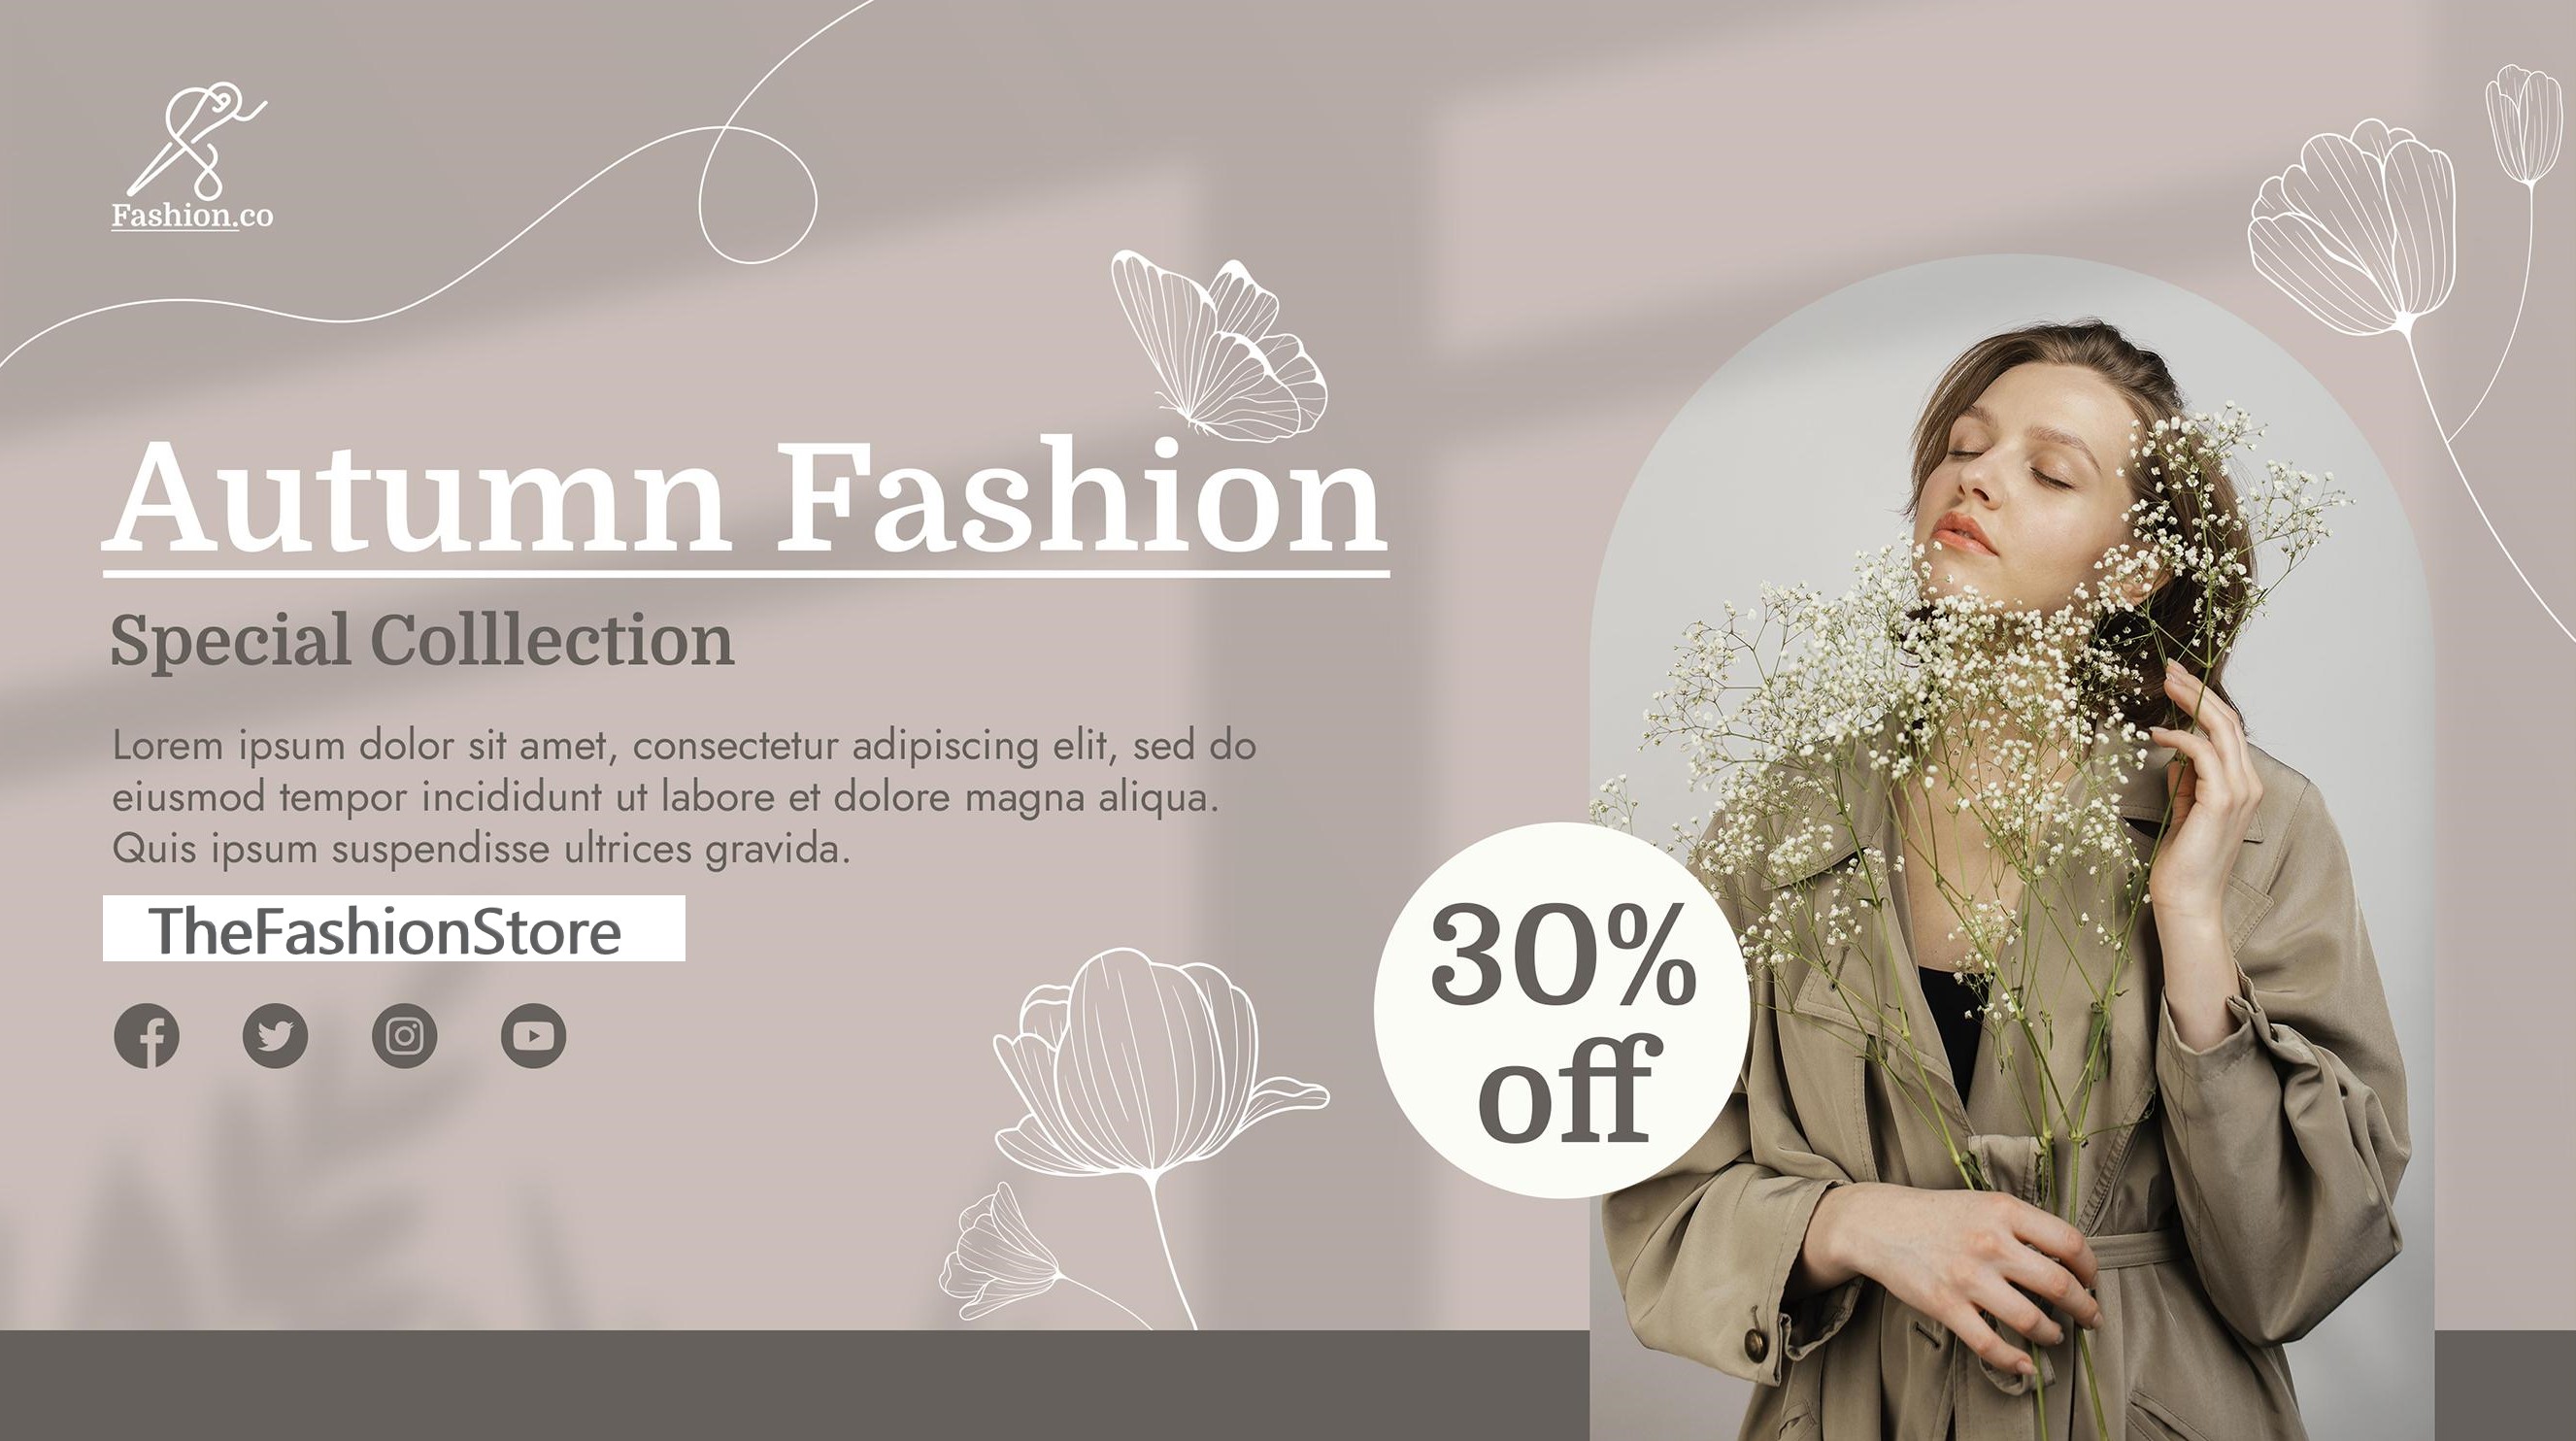 Fashion.co
Autumn Fashion
Special Colllection
Lorem ipsum dolor sit amet, consectetur adipiscing elit, sed do
eiusmod tempor incididunt ut labore et dolore magna aliqua.
Quis ipsum suspendisse ultrices gravida.
TheFashionStore
30%
off